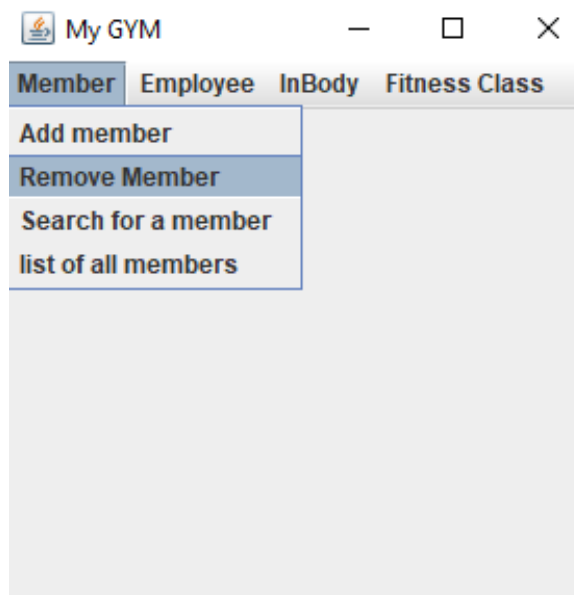 My GYM
Member Employee InBody Fitness Class
Add member
Remove Member
Search for a member
list of all members